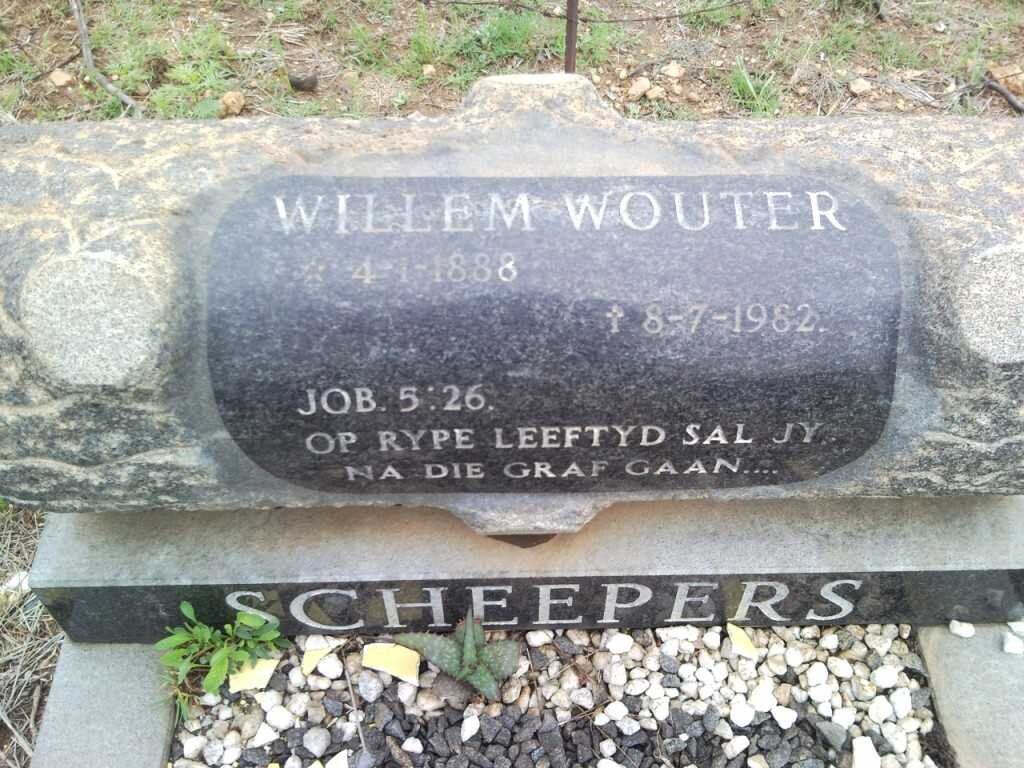 WILLEM WOUTER
☆ 4-1-1888
† 8-7-1982.
JOB. 5:26.
OP RYPE LEEFTYD SAL JY
NA DIE GRAF GAAN....
SCHEEPERS